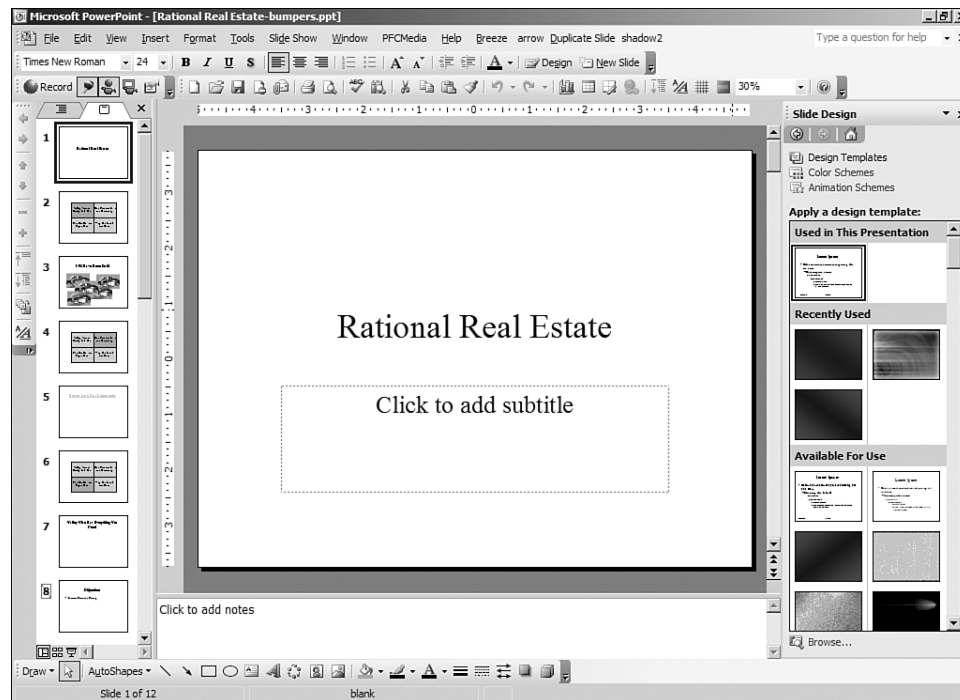 Microsoft PowerPoint - [Rational Real Estate-bumpers.ppt]
File Edit View Insert Format Tools Slide Show Window PFCMedia Help Breeze arrow Duplicate Slide shadow2 Type a question for help
Times New Roman 24 B I U S A A A Design New Slide
Record ABC 30%
Slide Design
Design Templates
Color Schemes
Animation Schemes
Apply a design template:
Used in This Presentation
Recently Used
Available For Use
Browse...
1
2
3
4
5
6
7
8
Rational Real Estate
Click to add subtitle
Click to add notes
Draw AutoShapes A
Slide 1 of 12 blank